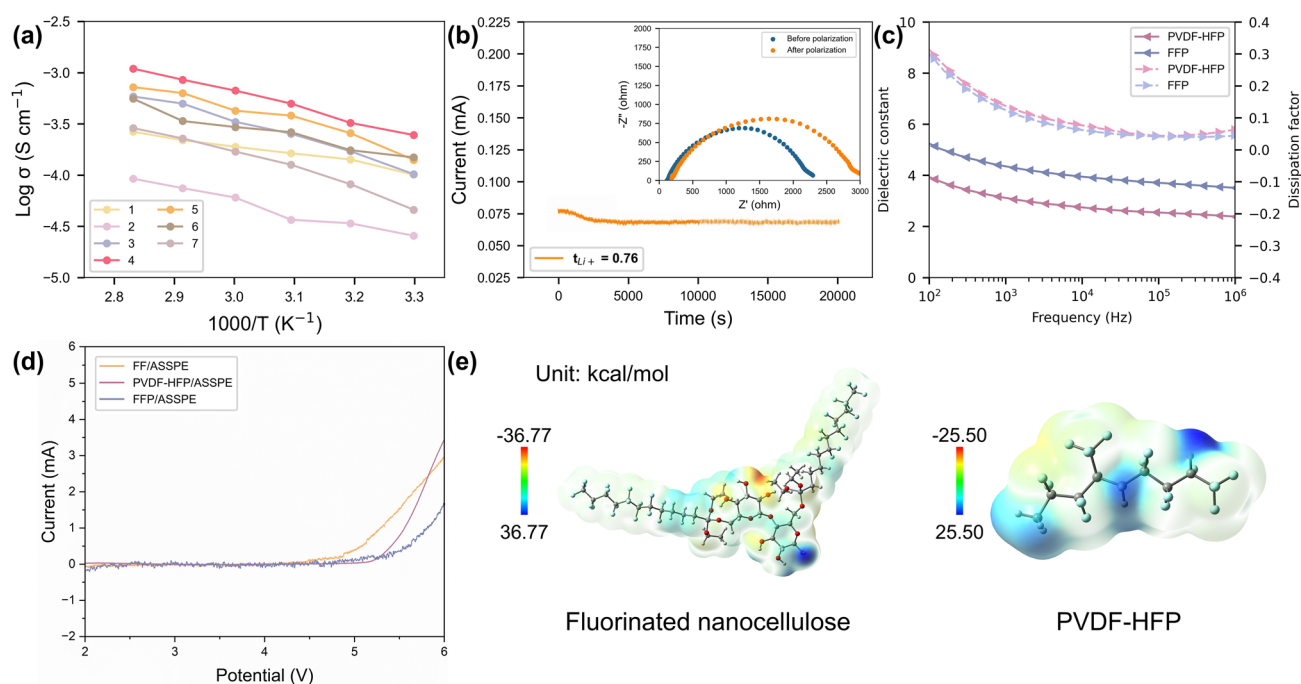 (a)
−2.5
−3.0
−3.5
−4.0
−4.5
−5.0
Log σ (S cm⁻¹)
1
2
3
4
5
6
7
2.8 2.9 3.0 3.1 3.2 3.3
1000/T (K⁻¹)
(b)
0.225
0.200
0.175
0.150
0.125
0.100
0.075
0.050
0.025
Current (mA)
2000
1750
1500
1250
1000
750
500
250
0
-Z'' (ohm)
Before polarization
After polarization
0 500 1000 1500 2000 2500 3000
Z' (ohm)
t_Li+ = 0.76
0 5000 10000 15000 20000
Time (s)
(c)
10
8
6
4
2
0
Dielectric constant
PVDF-HFP
FFP
PVDF-HFP
FFP
0.4
0.3
0.2
0.1
0.0
−0.1
−0.2
−0.3
−0.4
Dissipation factor
10² 10³ 10⁴ 10⁵ 10⁶
Frequency (Hz)
(d)
6
5
4
3
2
1
0
−1
−2
Current (mA)
FF/ASSPE
PVDF-HFP/ASSPE
FFP/ASSPE
2 3 4 5 6
Potential (V)
(e)
Unit: kcal/mol
-36.77
36.77
Fluorinated nanocellulose
-25.50
25.50
PVDF-HFP